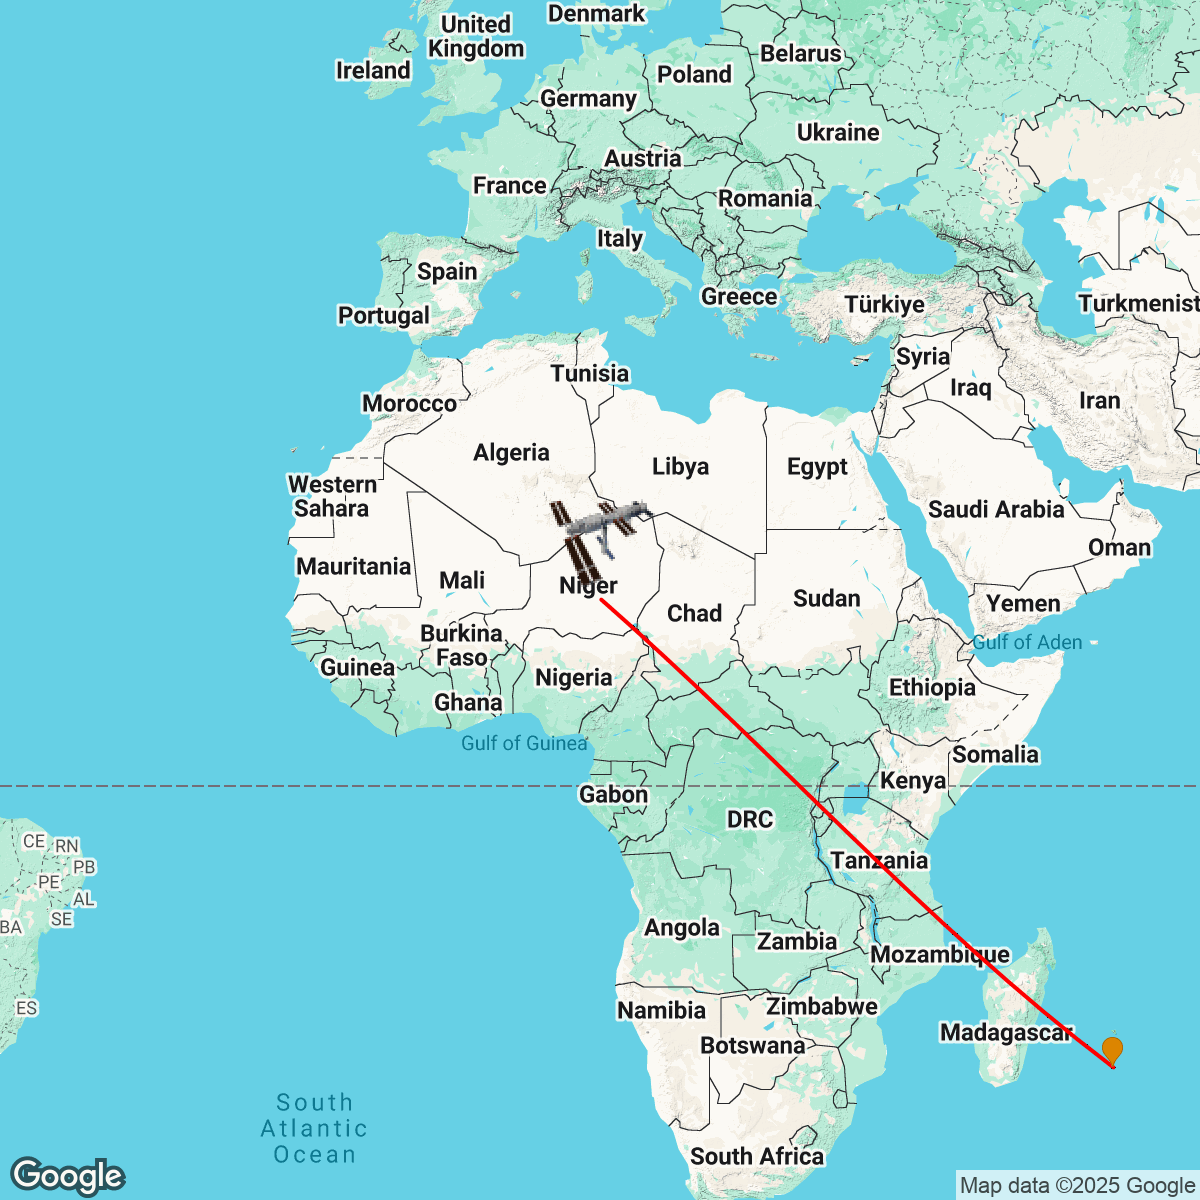 Denmark
United
Kingdom
Belarus
Ireland
Poland
Germany
Ukraine
Austria
France
Romania
Italy
Spain
Greece
Türkiye
Turkmenist
Portugal
Syria
Tunisia
Iraq
Iran
Morocco
Algeria
Libya
Egypt
Western
Sahara
Saudi Arabia
Oman
Mauritania
Mali
Niger
Sudan
Yemen
Chad
Burkina
Faso
Gulf of Aden
Guinea
Nigeria
Ethiopia
Ghana
Gulf of Guinea
Somalia
Kenya
Gabon
DRC
CE
RN
Tanzania
PB
PE
AL
SE
BA
Angola
Zambia
Mozambique
ES
Namibia
Zimbabwe
Madagascar
Botswana
South
Atlantic
Ocean
South Africa
Google
Map data ©2025 Google